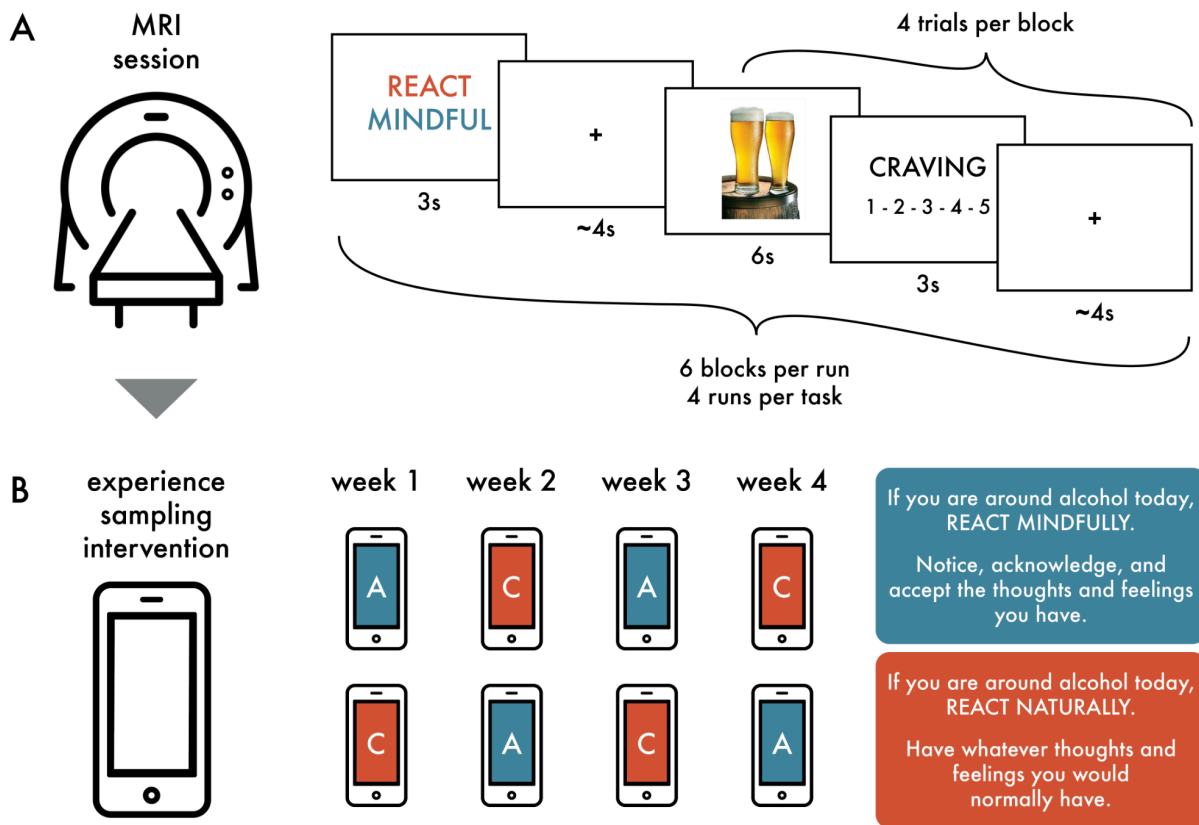 A
MRI
session
4 trials per block
REACT
MINDFUL
3s
+
~4s
6s
CRAVING
1 - 2 - 3 - 4 - 5
3s
+
~4s
6 blocks per run
4 runs per task
B
experience
sampling
intervention
week 1 week 2 week 3 week 4
A C A C
C A C A
If you are around alcohol today,
REACT MINDFULLY.
Notice, acknowledge, and
accept the thoughts and feelings
you have.
If you are around alcohol today,
REACT NATURALLY.
Have whatever thoughts and
feelings you would
normally have.